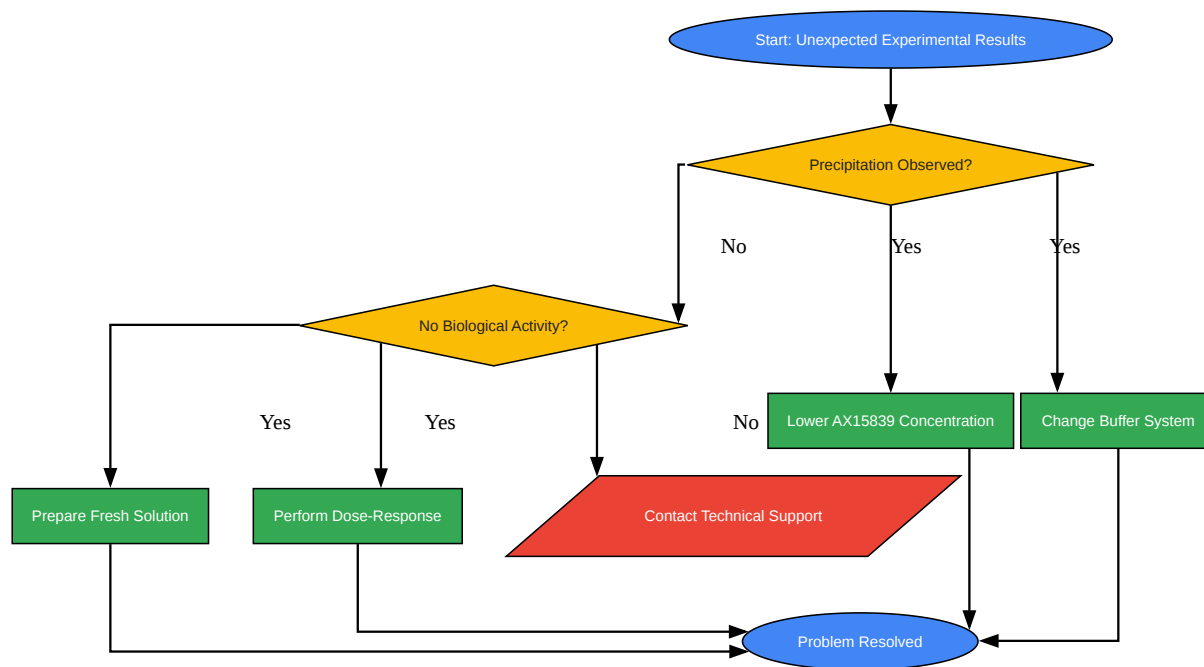 Start: Unexpected Experimental Results
Precipitation Observed?
No
Yes
Yes
No Biological Activity?
Yes
Yes
No
Lower AX15839 Concentration
Change Buffer System
Prepare Fresh Solution
Perform Dose-Response
Contact Technical Support
Problem Resolved